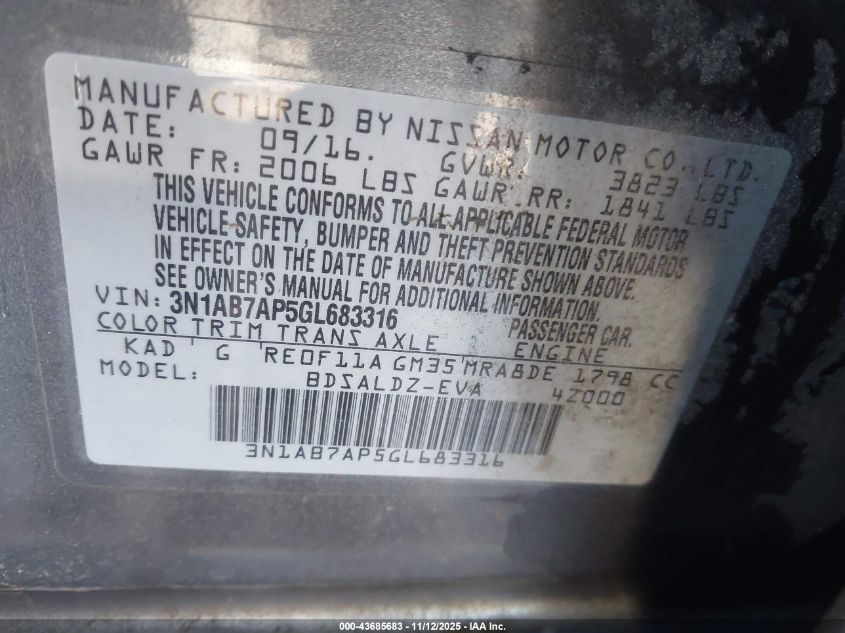 MANUFACTURED BY NISSAN MOTOR CO., LTD.
DATE: 09/16. GVWR: 3823 LBS
GAWR FR: 2006 LBS GAWR RR: 1841 LBS
THIS VEHICLE CONFORMS TO ALL APPLICABLE FEDERAL MOTOR
VEHICLE SAFETY, BUMPER AND THEFT PREVENTION STANDARDS
IN EFFECT ON THE DATE OF MANUFACTURE SHOWN ABOVE.
SEE OWNER'S MANUAL FOR ADDITIONAL INFORMATION.
VIN: 3N1AB7AP5GL683316 PASSENGER CAR.
COLOR TRIM TRANS AXLE ENGINE
KAD G RE0F11A GM35 MRA8DE 1798 CC
MODEL: BDSALDZ-EVA 4Z000
3N1AB7AP5GL683316
000-43685683 - 11/12/2025 - IAA Inc.